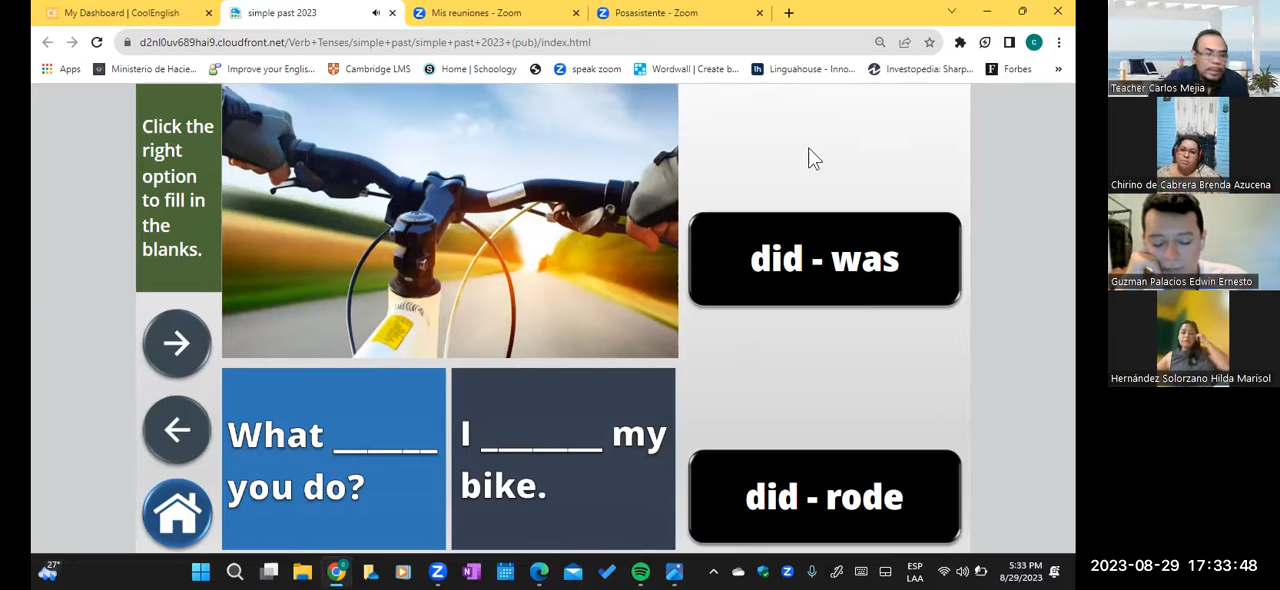 My Dashboard | CoolEnglish
simple past 2023
Mis reuniones - Zoom
Posasistente - Zoom
d2nl0uv689hai9.cloudfront.net/Verb+Tenses/simple+past/simple+past+2023+(pub)/index.html
Apps
Ministerio de Hacie...
Improve your Englis...
Cambridge LMS
Home | Schoology
speak zoom
Wordwall | Create b...
Linguahouse - Inno...
Investopedia: Sharp...
Forbes
»
Click the
right
option
to fill in
the
blanks.
What ______
you do?
I _______ my
bike.
did - was
did - rode
Teacher Carlos Mejia
Chirino de Cabrera Brenda Azucena
Guzman Palacios Edwin Ernesto
Hernández Solorzano Hilda Marisol
27°
ESP
LAA
5:33 PM
8/29/2023
2023-08-29 17:33:48